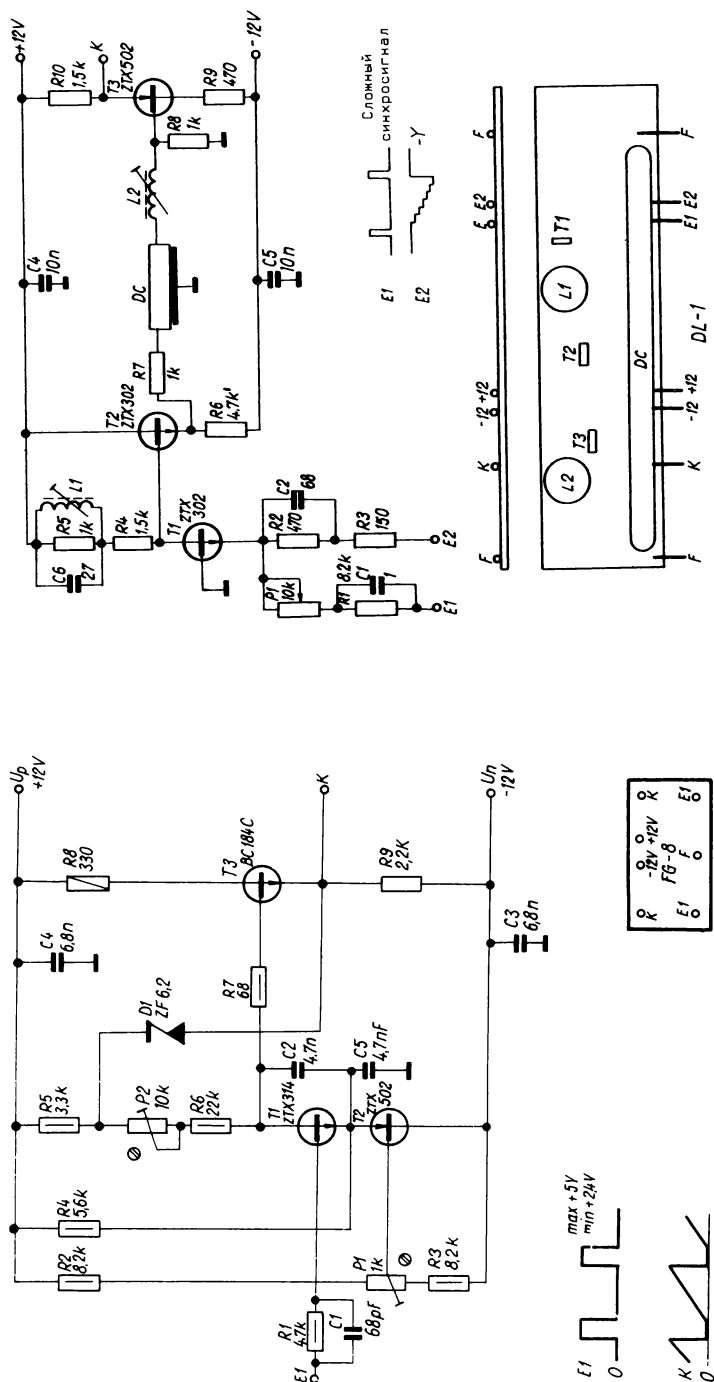 +12V
R10
1,5k
K
T3
ZTX502
R9
470
-12V
R8
1k
L2
C4
10n
DC
C5
10n
R7
1k
T2
ZTX302
R6
4.7k'
L1
R5
1k
C6
27
R4
1,5k
T1
ZTX
302
C2
68
R2
470
R3
150
E2
P1
10k
R1
8,2k
C1
1
E1
Сложный
синхросигнал
E1
E2
-Y
F
K
-12 +12
E
E2
F
L2
T3
T2
L1
T1
DC
F
K
-12
+12
E1
E2
F
DL-1
Up
+12V
R8
330
T3
BC184C
K
R9
2,2K
Un
-12V
C4
6,8n
C3
6,8n
R7
68
D1
ZF6,2
R5
3,3k
P2
10k
R6
22k
C2
4.7n
C5
4,7nF
T1
ZTX314
T2
ZTX
502
R4
5,6k
R2
8,2k
P1
1k
R3
8,2k
R1
47k
C1
68pF
E1
K
-12V +12V
K
FG-8
E1
F
E1
E1
0
max +5V
min +2,4V
K
0